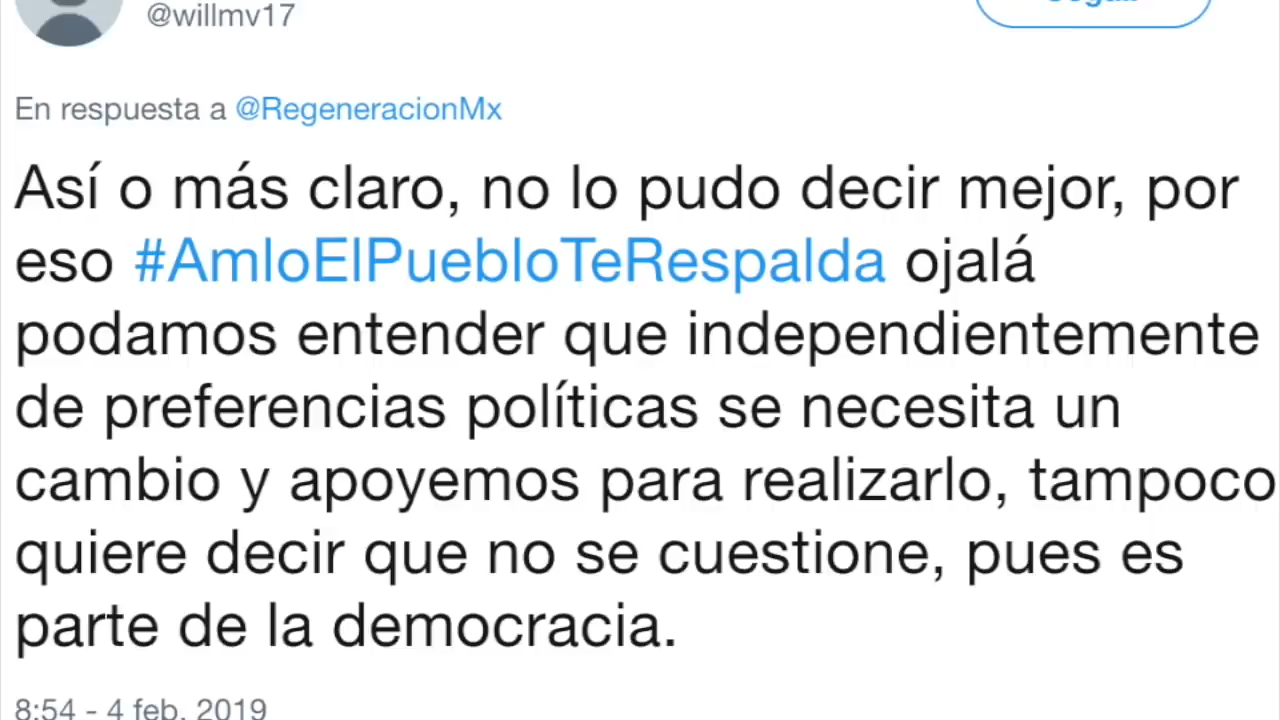 @willmv17
En respuesta a @RegeneracionMx
Así o más claro, no lo pudo decir mejor, por
eso #AmloElPuebloTeRespalda ojalá
podamos entender que independientemente
de preferencias políticas se necesita un
cambio y apoyemos para realizarlo, tampoco
quiere decir que no se cuestione, pues es
parte de la democracia.
8:54 - 4 feb. 2019